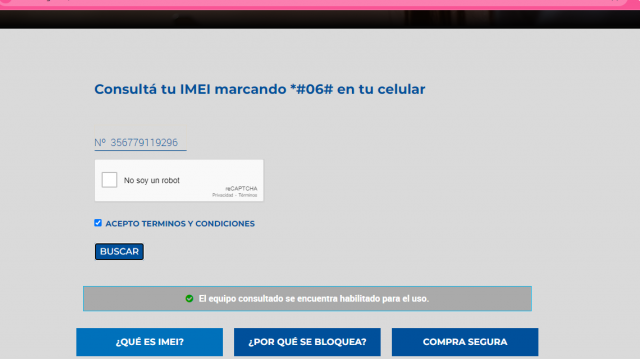 Consultá tu IMEI marcando *#06# en tu celular
Nº 356779119296
No soy un robot
reCAPTCHA
Privacidad - Términos
ACEPTO TERMINOS Y CONDICIONES
BUSCAR
El equipo consultado se encuentra habilitado para el uso.
¿QUÉ ES IMEI?
¿POR QUÉ SE BLOQUEA?
COMPRA SEGURA